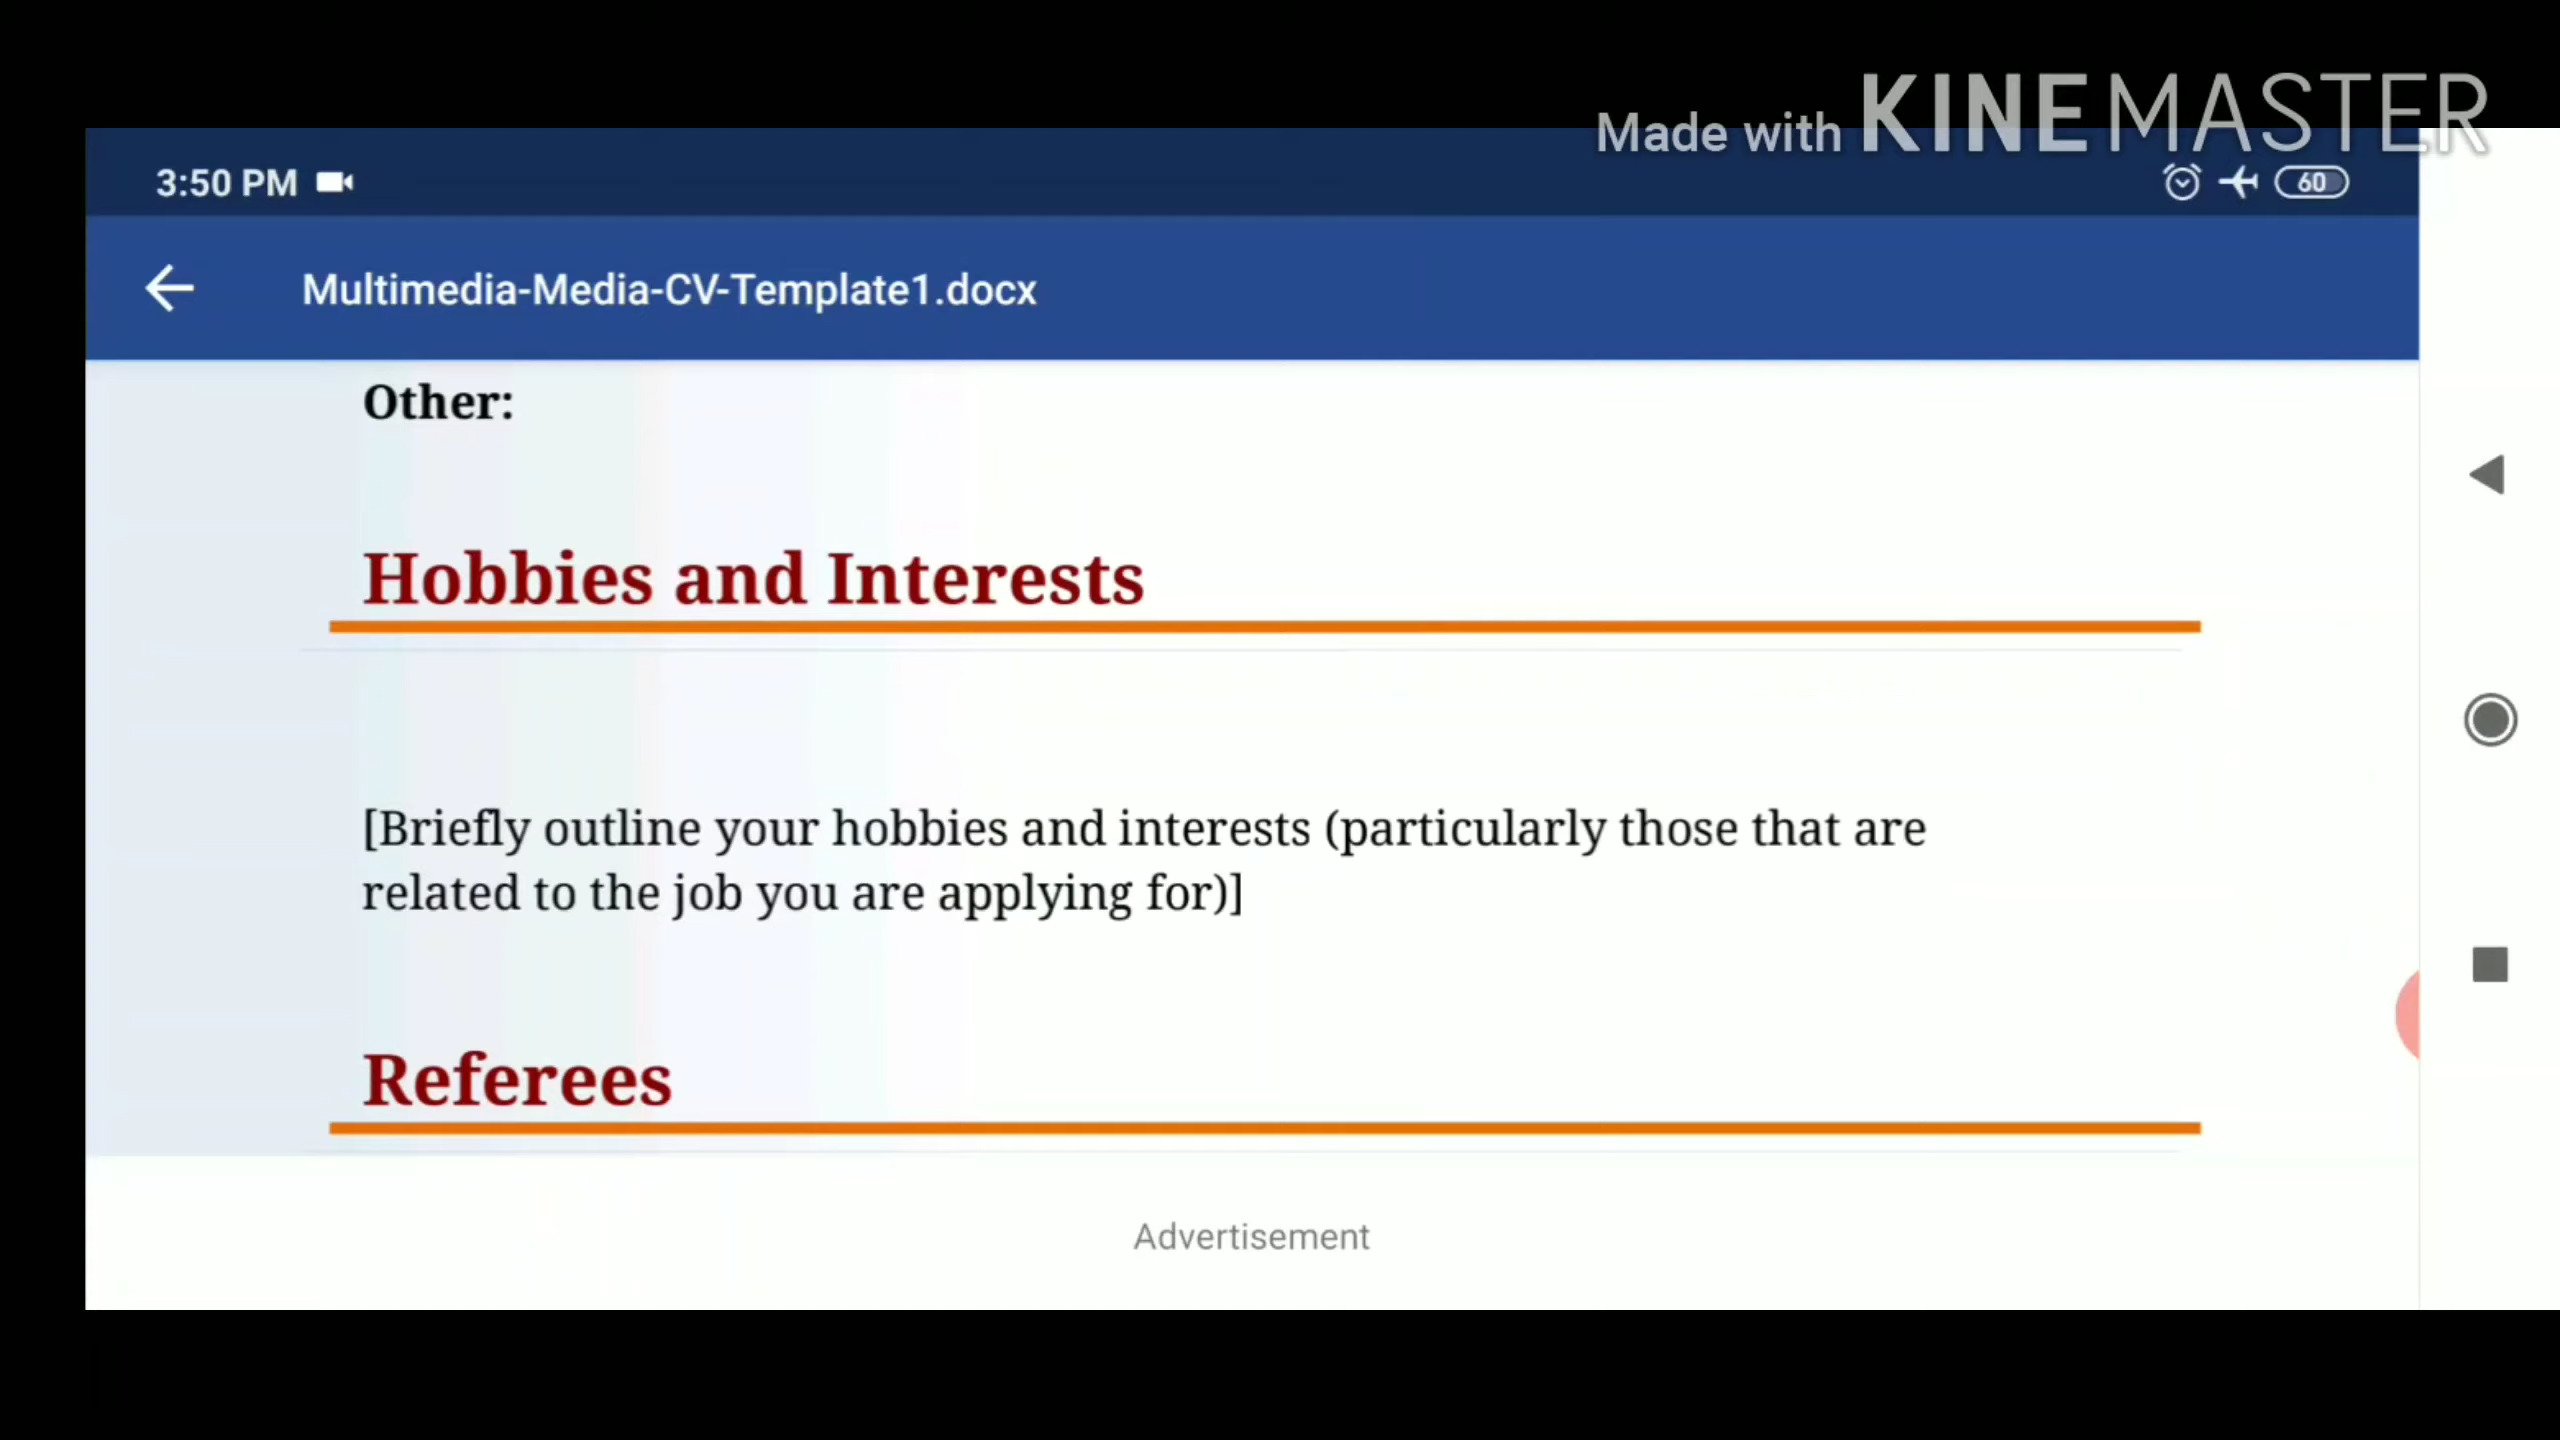 Made with KINEMASTER
3:50 PM
60
Multimedia-Media-CV-Template1.docx
Other:
Hobbies and Interests
[Briefly outline your hobbies and interests (particularly those that are
related to the job you are applying for)]
Referees
Advertisement